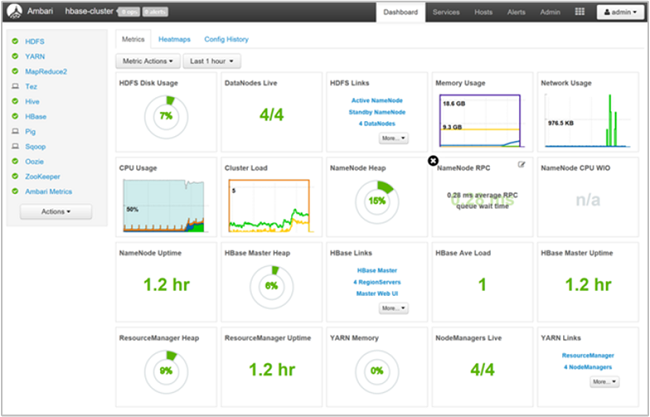 Ambari hbase-cluster 0 ops 0 alerts Dashboard Services Hosts Alerts Admin admin
HDFS
YARN
MapReduce2
Tez
Hive
HBase
Pig
Sqoop
Oozie
ZooKeeper
Ambari Metrics
Actions
Metrics Heatmaps Config History
Metric Actions Last 1 hour
HDFS Disk Usage DataNodes Live HDFS Links Memory Usage Network Usage
7%
4/4
Active NameNode
Standby NameNode
4 DataNodes
More...
18.6 GB
9.3 GB
976.5 KB
CPU Usage Cluster Load NameNode Heap NameNode RPC NameNode CPU WIO
50%
5
15%
0.28 ms
0.28 ms average RPC
queue wait time
n/a
NameNode Uptime HBase Master Heap HBase Links HBase Ave Load HBase Master Uptime
1.2 hr
6%
HBase Master
4 RegionServers
Master Web UI
More...
1
1.2 hr
ResourceManager Heap ResourceManager Uptime YARN Memory NodeManagers Live YARN Links
9%
1.2 hr
0%
4/4
ResourceManager
4 NodeManagers
More...